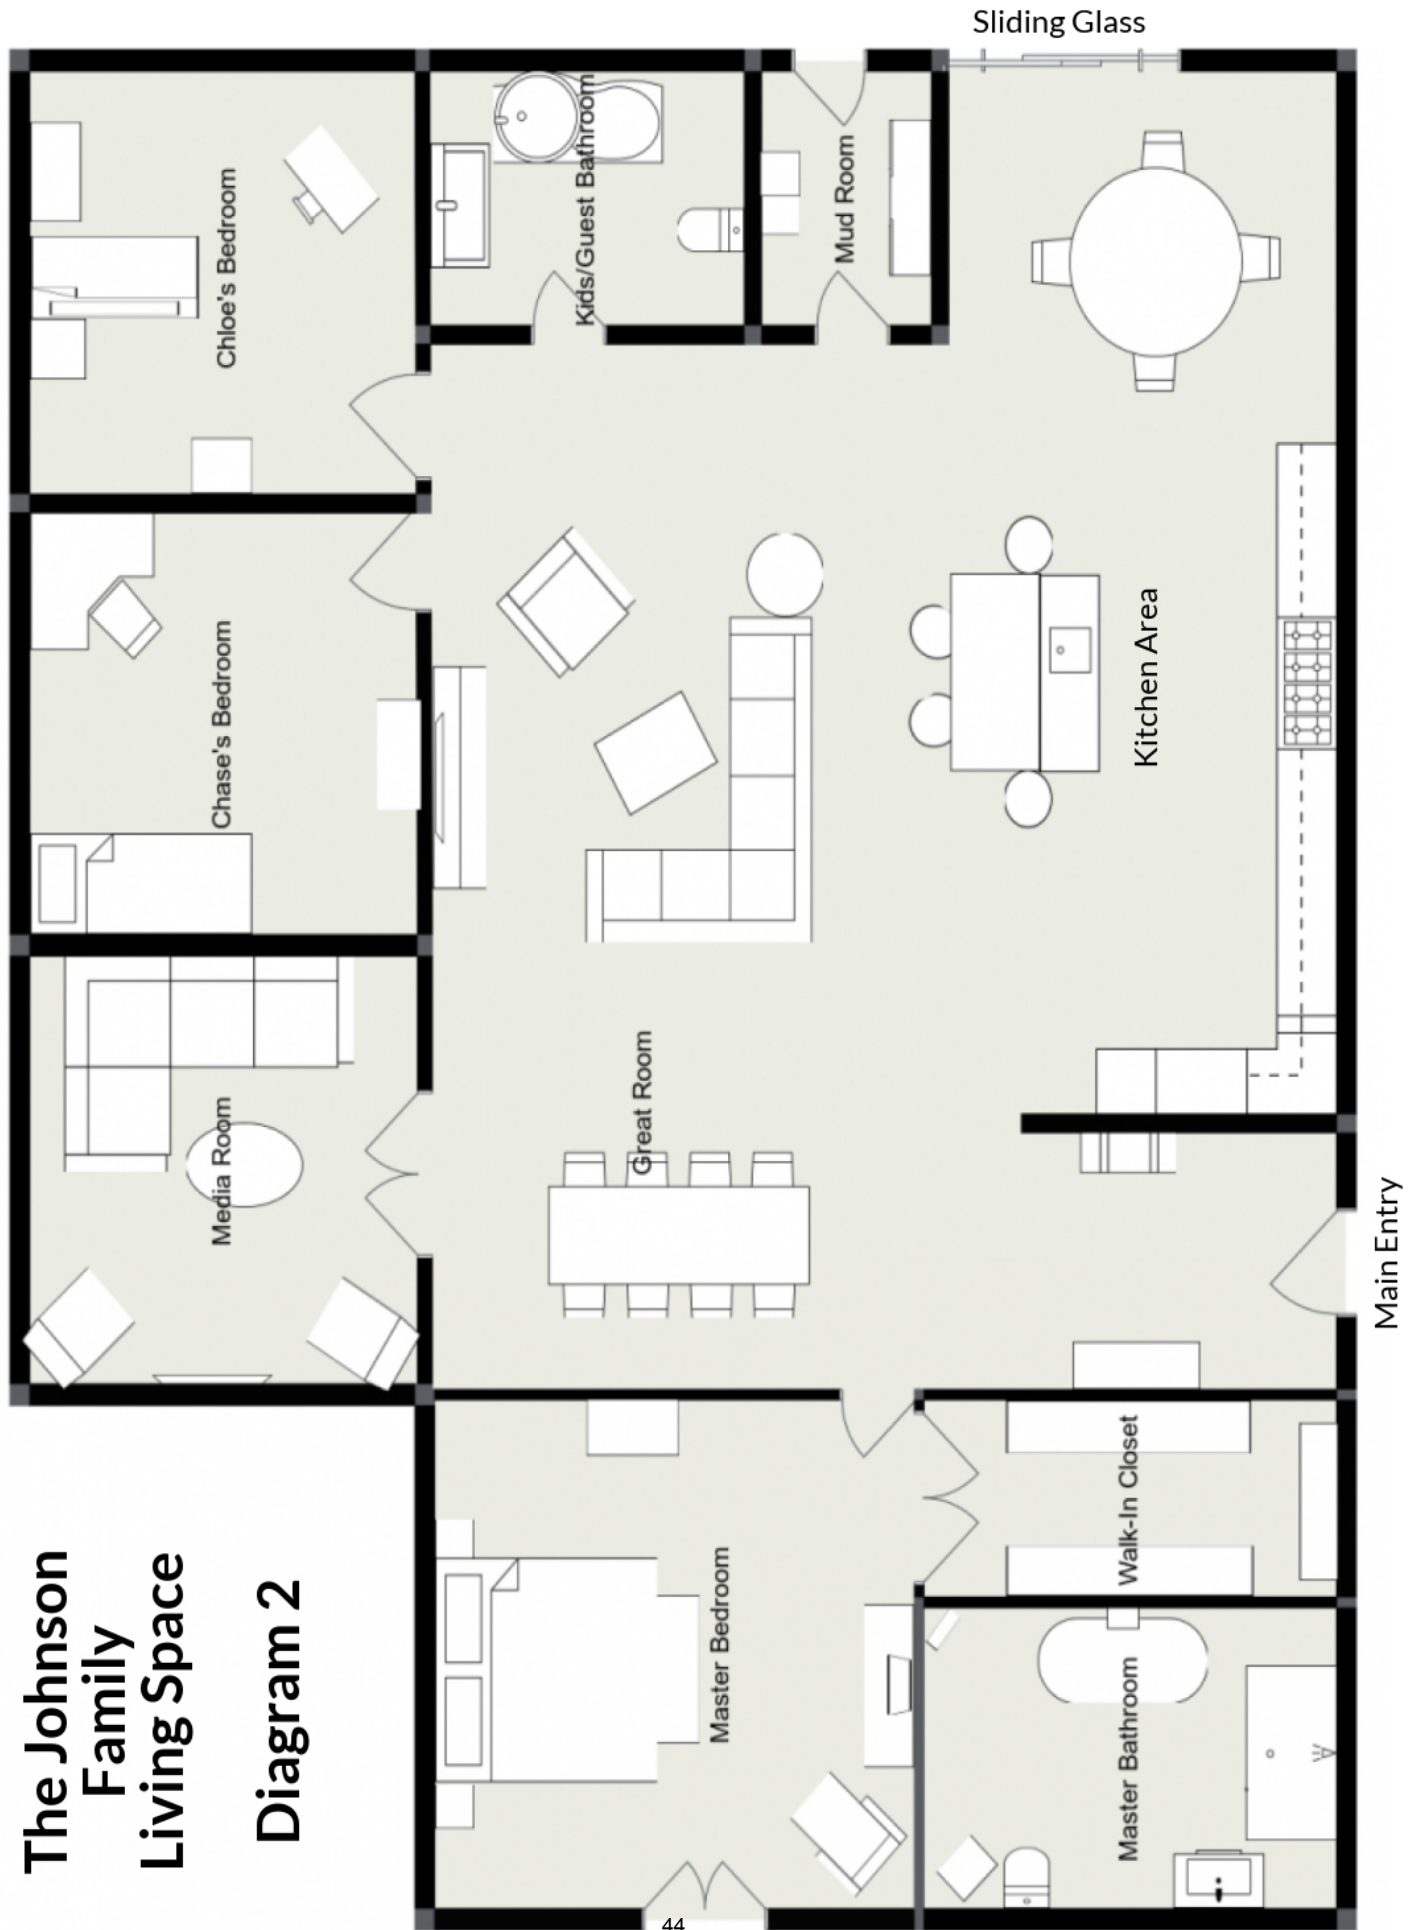 Sliding Glass
Chloe's Bedroom
Kids/Guest Bathroom
Mud Room
Chase's Bedroom
Kitchen Area
Media Room
Great Room
Main Entry
Master Bedroom
Walk-In Closet
Master Bathroom
The Johnson
Family
Living Space
Diagram 2
44